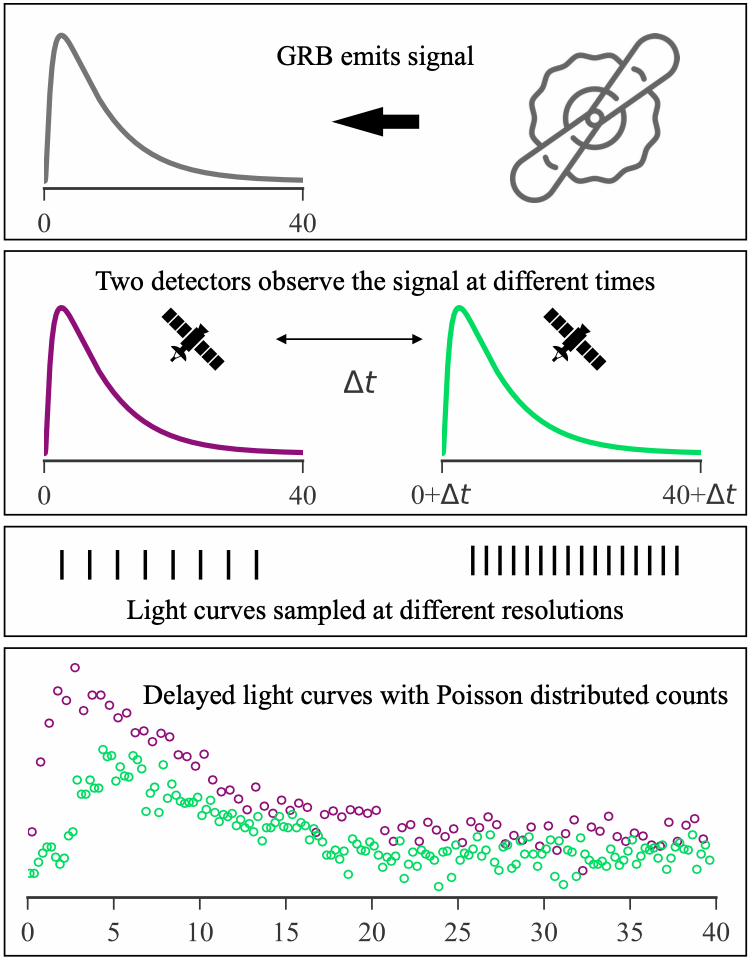 GRB emits signal
0 40
Two detectors observe the signal at different times
Δt
0 40 0+Δt 40+Δt
Light curves sampled at different resolutions
Delayed light curves with Poisson distributed counts
0 5 10 15 20 25 30 35 40